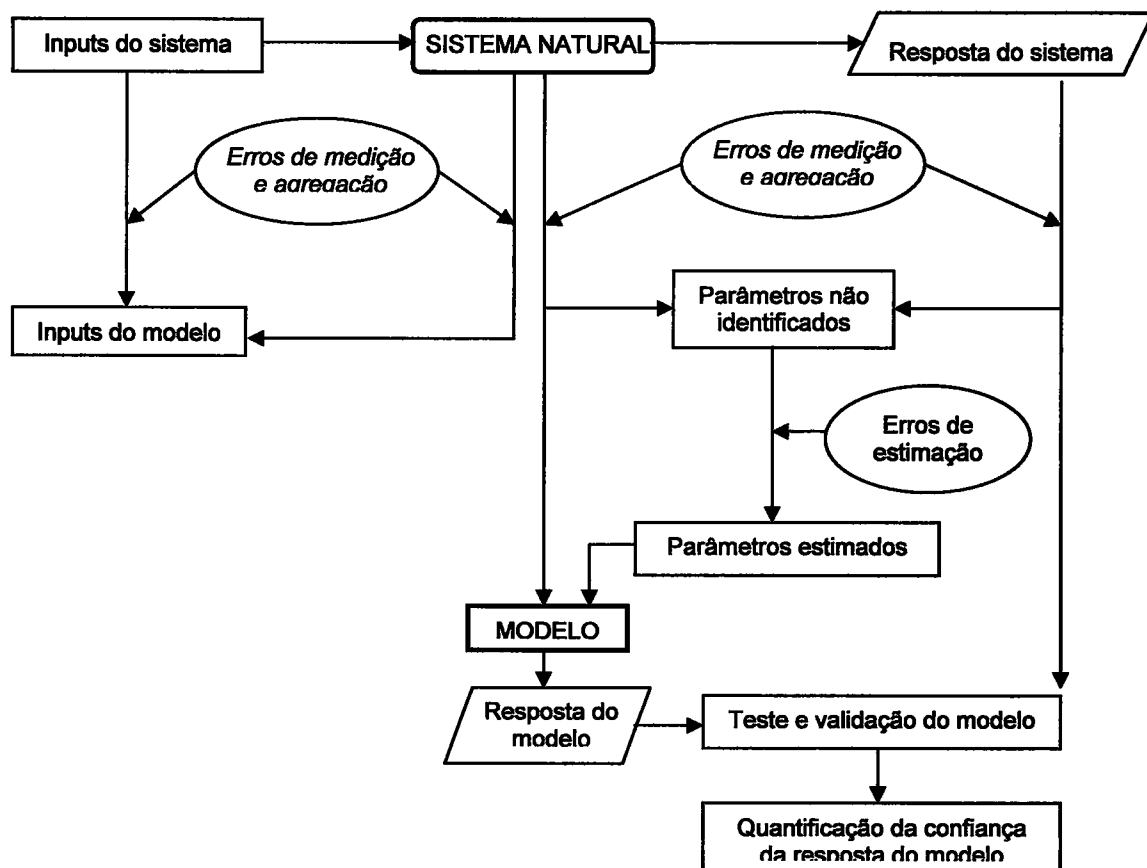 Inputs do sistema
SISTEMA NATURAL
Resposta do sistema
Erros de medição
e agregação
Erros de medição
e agregação
Inputs do modelo
Parâmetros não
identificados
Erros de
estimação
Parâmetros estimados
MODELO
Resposta do
modelo
Teste e validação do modelo
Quantificação da confiança
da resposta do modelo